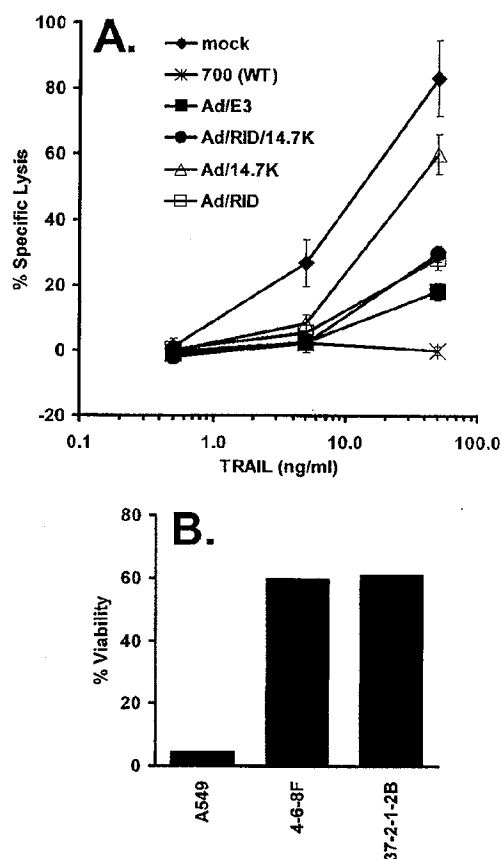 A.
mock
700 (WT)
Ad/E3
Ad/RID/14.7K
Ad/14.7K
Ad/RID
% Specific Lysis
100
80
60
40
20
0
-20
0.1
1.0
10.0
100.0
TRAIL (ng/ml)
B.
% Viability
80
60
40
20
0
A549
4-6-8F
37-2-1-2B